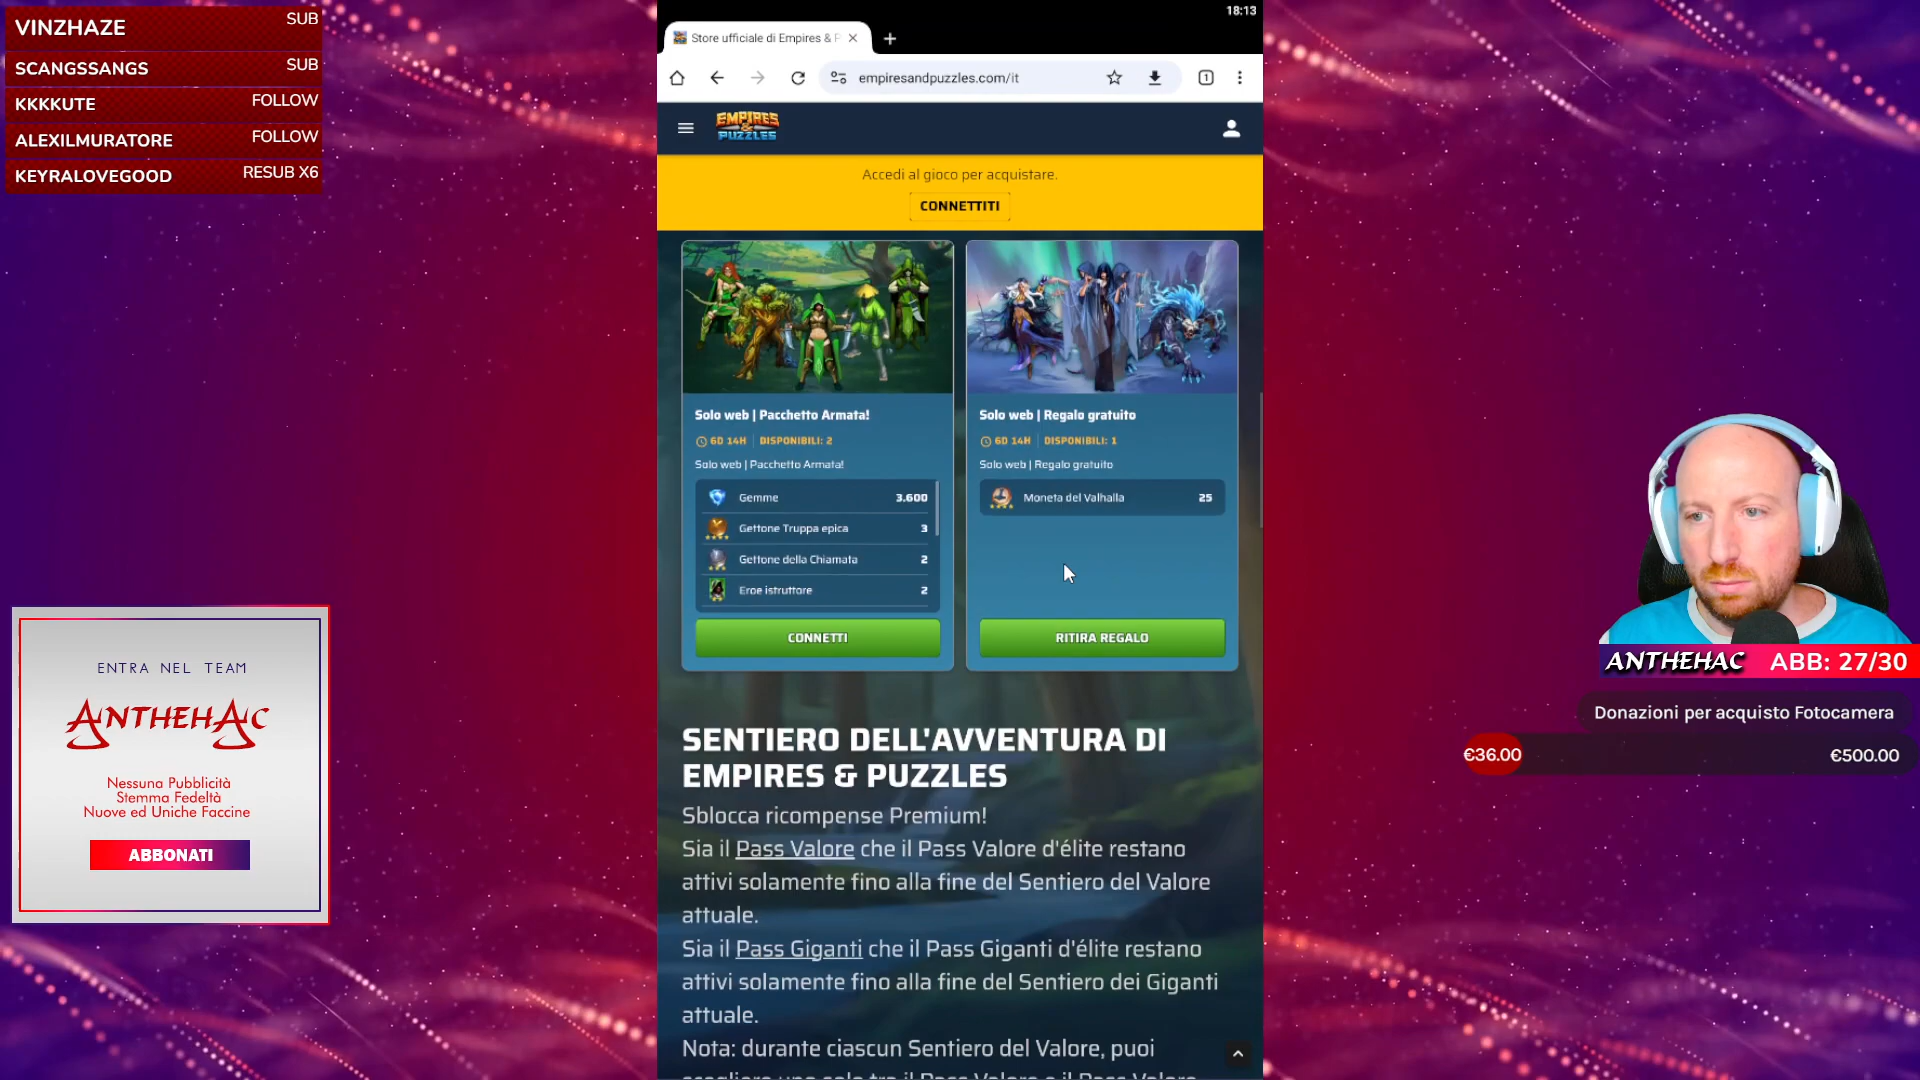 VINZHAZE SUB
SCANGSSANGS SUB
KKKKUTE FOLLOW
ALEXILMURATORE FOLLOW
KEYRALOVEGOOD RESUB X6
ENTRA NEL TEAM
ANTHEHAC
Nessuna Pubblicità
Stemma Fedeltà
Nuove ed Uniche Faccine
ABBONATI
18:13
Store ufficiale di Empires &
empiresandpuzzles.com/it
1
EMPIRES & PUZZLES
Accedi al gioco per acquistare.
CONNETTITI
Solo web | Pacchetto Armata!
6D 14H DISPONIBILI: 2
Solo web | Pacchetto Armata!
Gemme 3.600
Gettone Truppa epica 3
Gettone della Chiamata 2
Eroe istruttore 2
CONNETTI
Solo web | Regalo gratuito
6D 14H DISPONIBILI: 1
Solo web | Regalo gratuito
Moneta del Valhalla 25
RITIRA REGALO
SENTIERO DELL'AVVENTURA DI
EMPIRES & PUZZLES
Sblocca ricompense Premium!
Sia il Pass Valore che il Pass Valore d'élite restano
attivi solamente fino alla fine del Sentiero del Valore
attuale.
Sia il Pass Giganti che il Pass Giganti d'élite restano
attivi solamente fino alla fine del Sentiero dei Giganti
attuale.
Nota: durante ciascun Sentiero del Valore, puoi
ANTHEHAC ABB: 27/30
Donazioni per acquisto Fotocamera
€36.00 €500.00